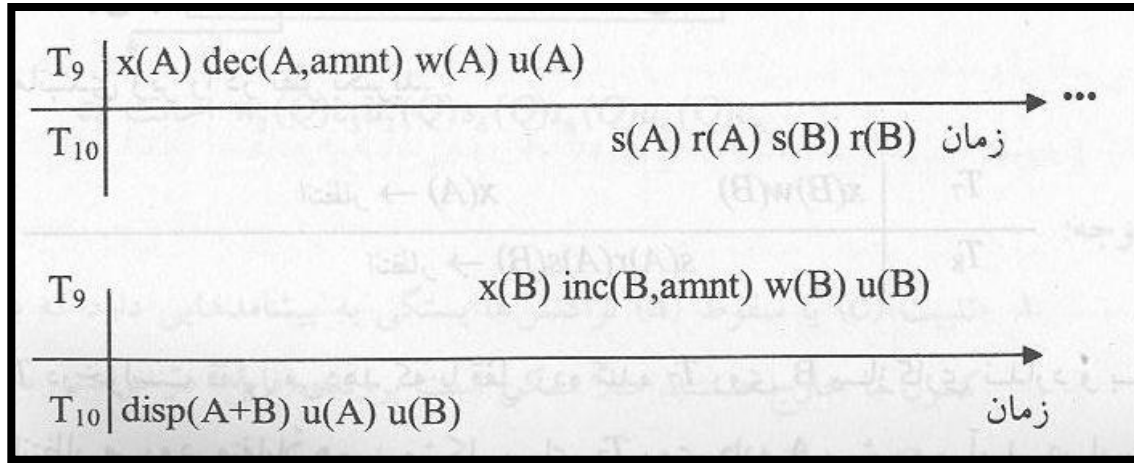 T₉ x(A) dec(A,amnt) w(A) u(A)
...
T₁₀ s(A) r(A) s(B) r(B) زمان
T₉ x(B) inc(B,amnt) w(B) u(B)
T₁₀ disp(A+B) u(A) u(B) زمان